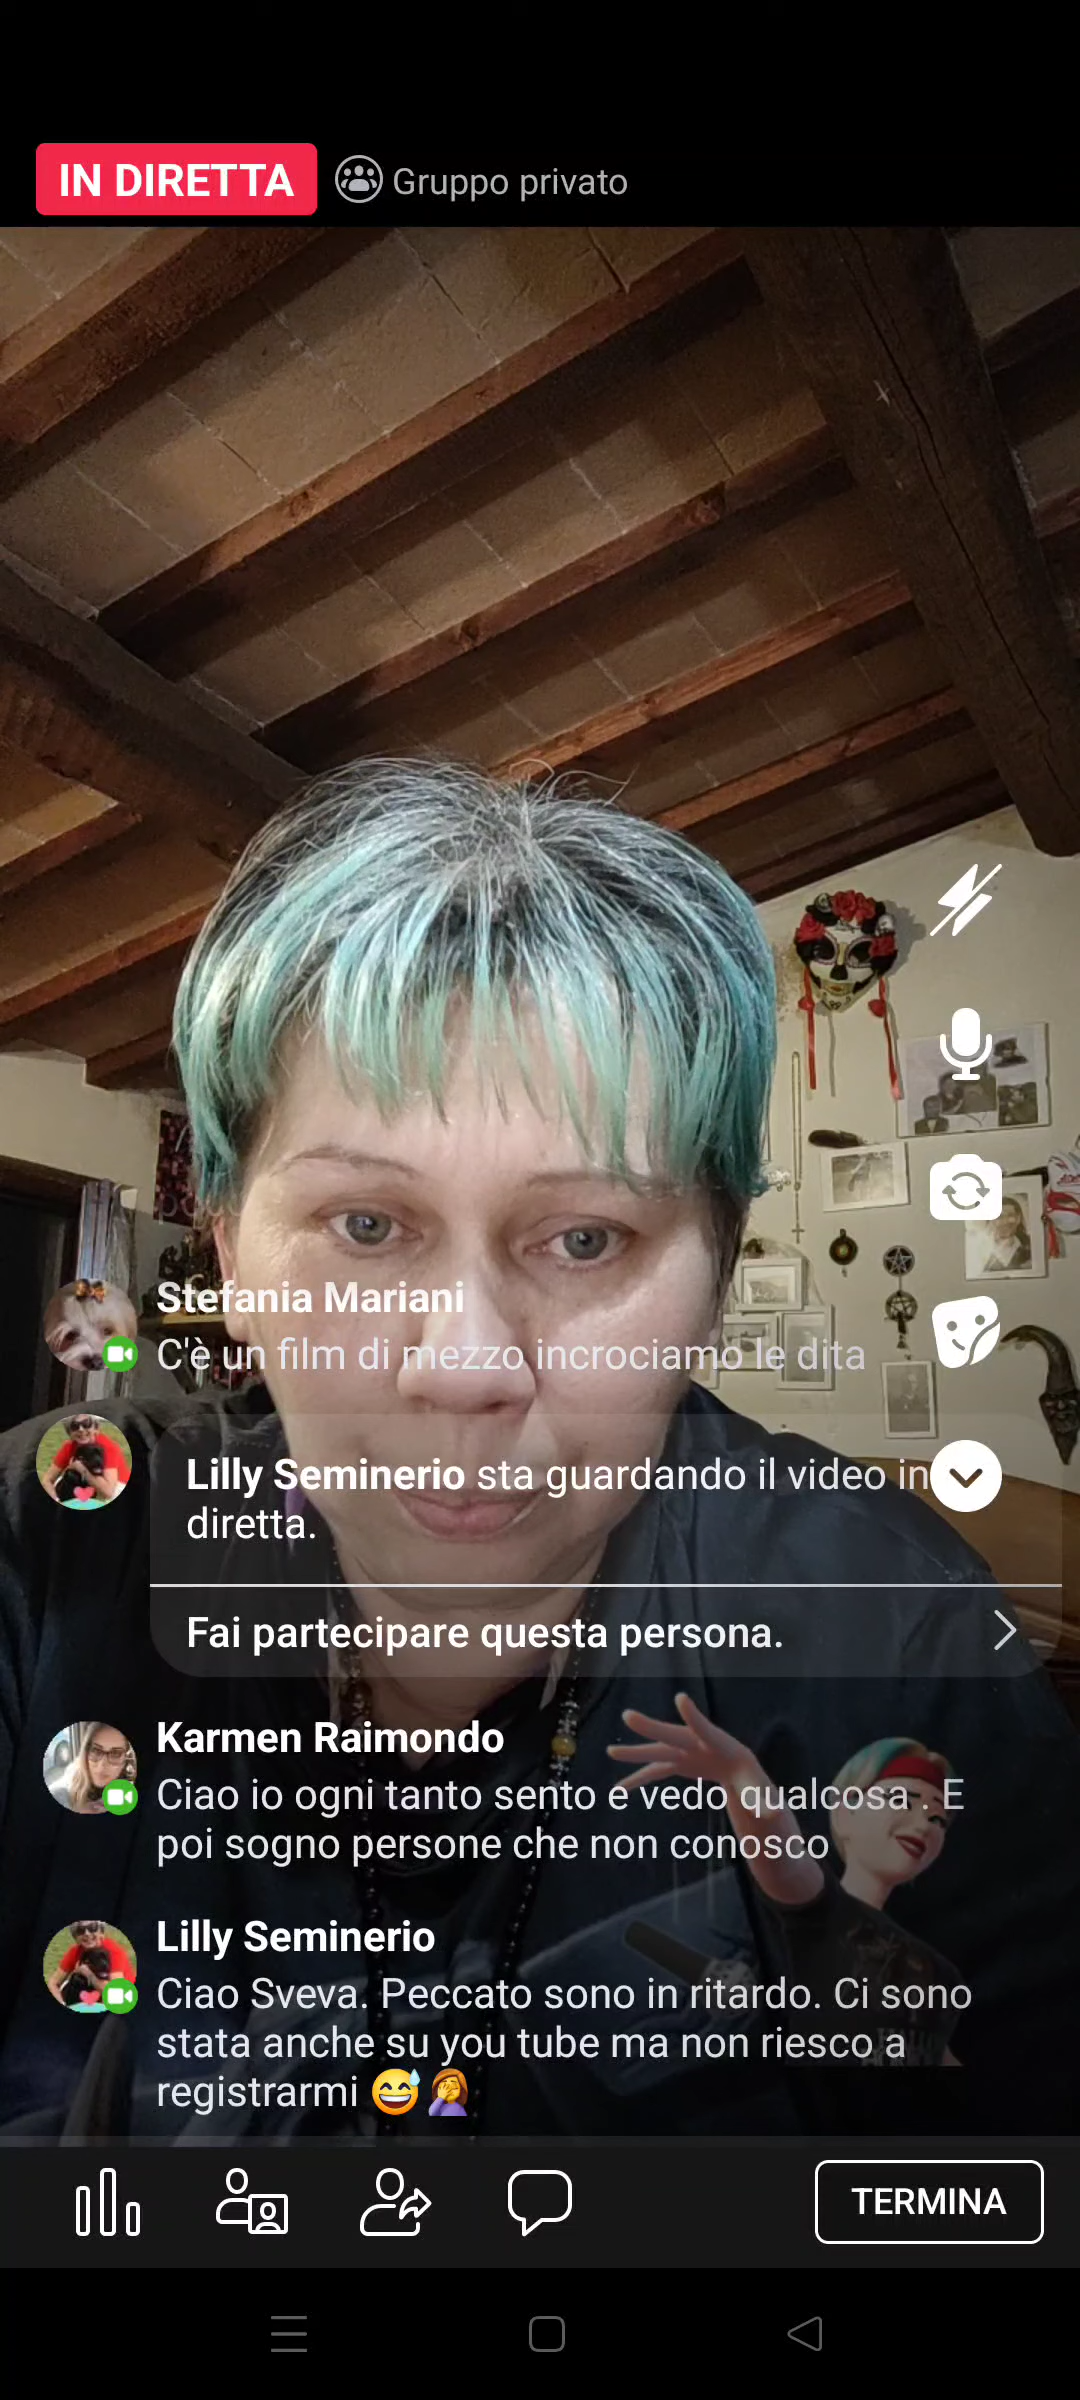 IN DIRETTA
Gruppo privato
Stefania Mariani
C'è un film di mezzo incrociamo le dita
Lilly Seminerio sta guardando il video in
diretta.
Fai partecipare questa persona.
Karmen Raimondo
Ciao io ogni tanto sento e vedo qualcosa . E
poi sogno persone che non conosco
Lilly Seminerio
Ciao Sveva. Peccato sono in ritardo. Ci sono
stata anche su you tube ma non riesco a
registrarmi 😅🤦‍♀️
TERMINA